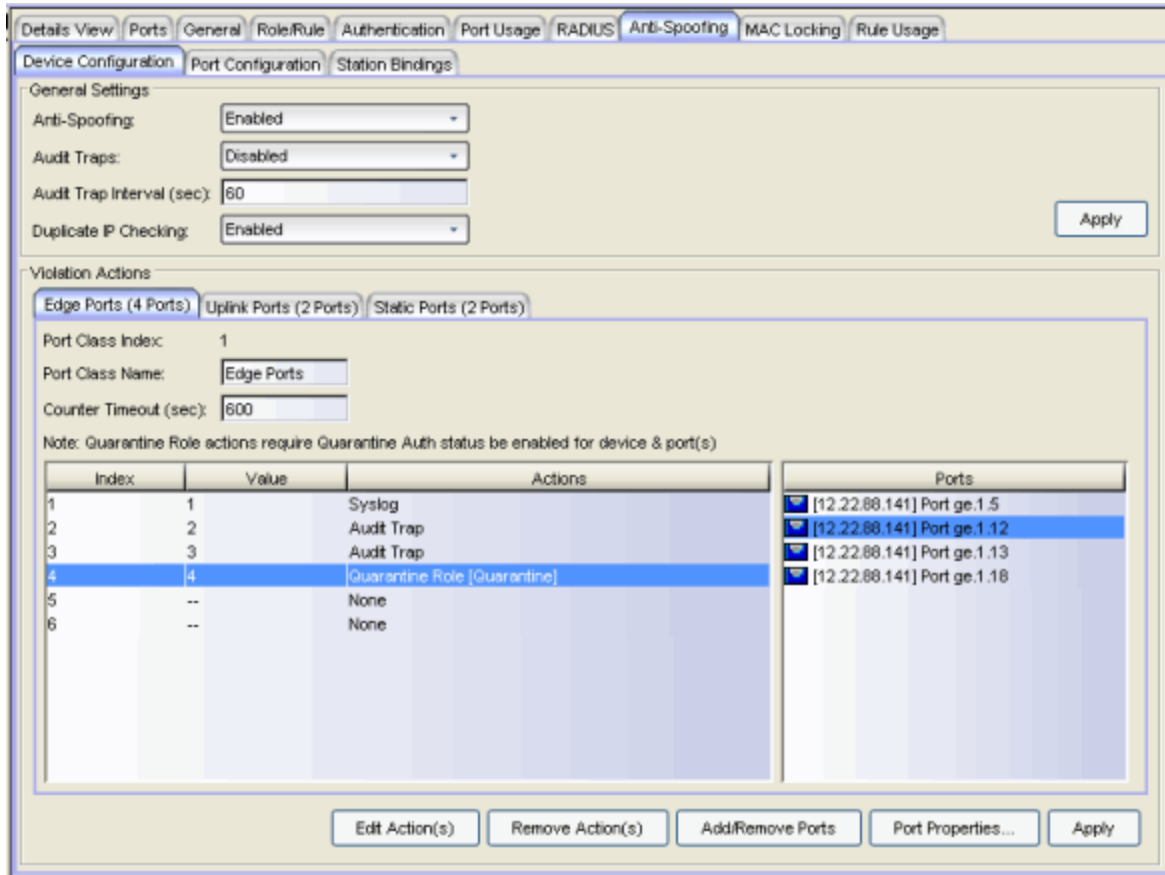 Details View Ports General Role/Rule Authentication Port Usage RADIUS Anti-Spoofing MAC Locking Rule Usage
Device Configuration Port Configuration Station Bindings
General Settings
Anti-Spoofing: Enabled
Audit Traps: Disabled
Audit Trap Interval (sec): 60
Duplicate IP Checking: Enabled
Apply
Violation Actions
Edge Ports (4 Ports) Uplink Ports (2 Ports) Static Ports (2 Ports)
Port Class Index: 1
Port Class Name: Edge Ports
Counter Timeout (sec): 600
Note: Quarantine Role actions require Quarantine Auth status be enabled for device & port(s)
Index Value Actions Ports
1 1 Syslog [12.22.88.141] Port ge.1.5
2 2 Audit Trap [12.22.88.141] Port ge.1.12
3 3 Audit Trap [12.22.88.141] Port ge.1.13
4 4 Quarantine Role [Quarantine] [12.22.88.141] Port ge.1.18
5 -- None
6 -- None
Edit Action(s) Remove Action(s) Add/Remove Ports Port Properties... Apply